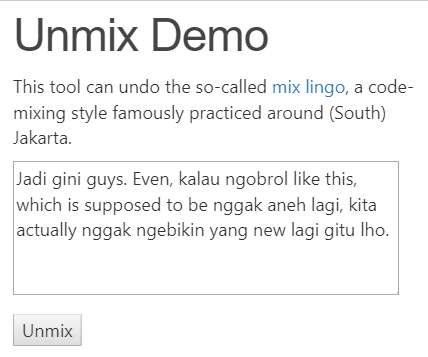 Unmix Demo
This tool can undo the so-called mix lingo, a code-
mixing style famously practiced around (South)
Jakarta.
Jadi gini guys. Even, kalau ngobrol like this,
which is supposed to be nggak aneh lagi, kita
actually nggak ngebikin yang new lagi gitu lho.
Unmix